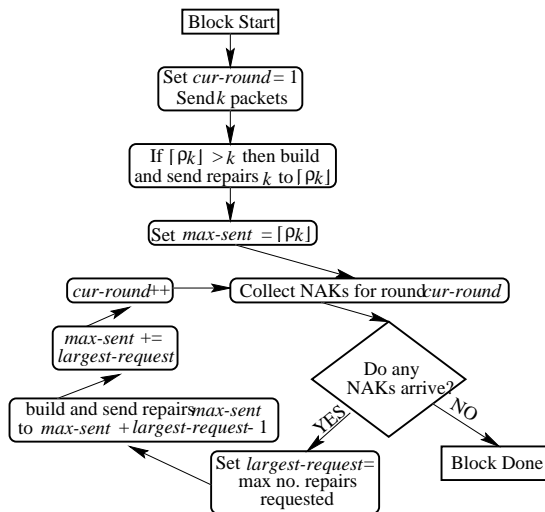 Block Start
Set cur-round = 1
Send k packets
If ⌈ρk⌉ > k then build
and send repairs k to ⌈ρk⌉
Set max-sent = ⌈ρk⌉
cur-round++
Collect NAKs for round cur-round
max-sent +=
largest-request
Do any
NAKs arrive?
build and send repairs max-sent
to max-sent + largest-request - 1
YES
NO
Set largest-request =
max no. repairs
requested
Block Done